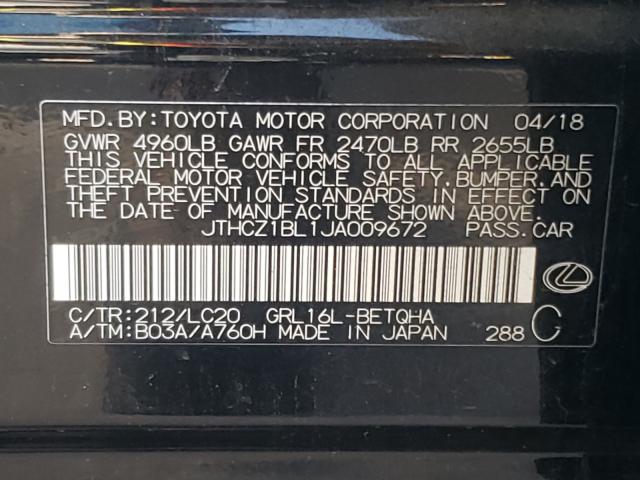 MFD.BY:TOYOTA MOTOR CORPORATION 04/18
GVWR 4960LB GAWR FR 2470LB RR 2655LB
THIS VEHICLE CONFORMS TO ALL APPLICABLE
FEDERAL MOTOR VEHICLE SAFETY,BUMPER,AND
THEFT PREVENTION STANDARDS IN EFFECT ON
THE DATE OF MANUFACTURE SHOWN ABOVE.
JTHCZ1BL1JA009672 PASS.CAR
C/TR:212/LC20 GRL16L-BETQHA
A/TM:B03A/A760H MADE IN JAPAN 288 C